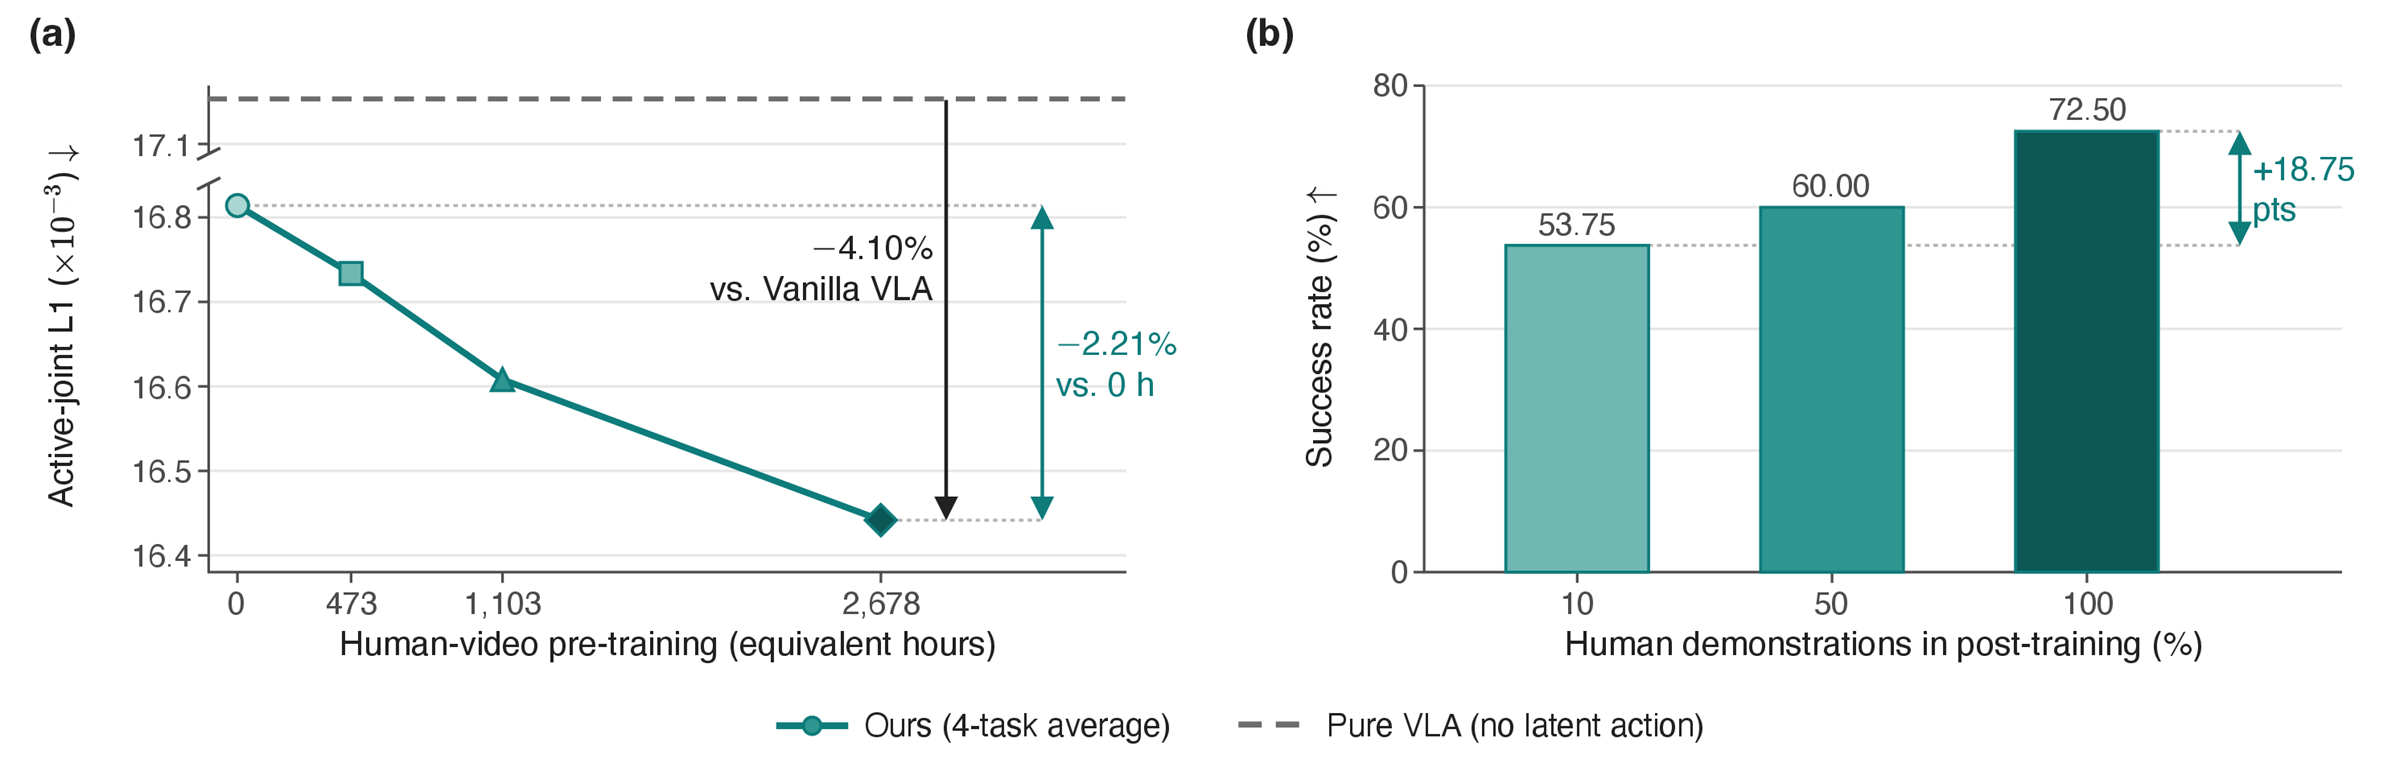 (a)
Active-joint L1 (×10⁻³) ↓
17.1
16.8
16.7
16.6
16.5
16.4
−4.10%
vs. Vanilla VLA
−2.21%
vs. 0 h
0
473
1,103
2,678
Human-video pre-training (equivalent hours)
(b)
Success rate (%) ↑
80
60
40
20
0
53.75
60.00
72.50
+18.75
pts
10
50
100
Human demonstrations in post-training (%)
Ours (4-task average)
Pure VLA (no latent action)